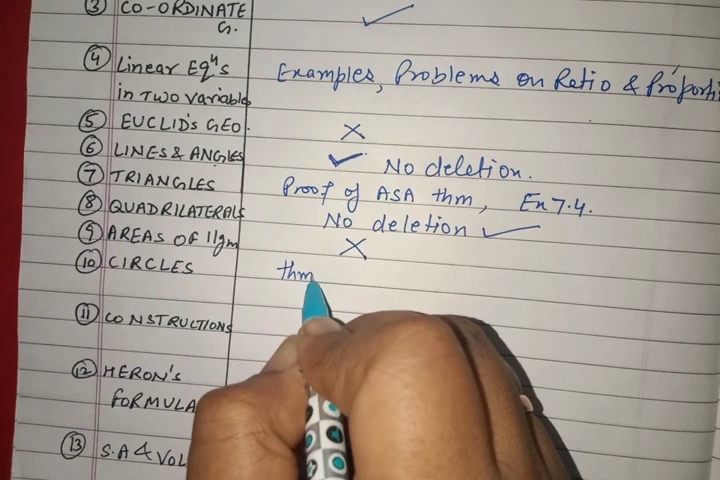 ③ CO-ORDINATE
G.
④ Linear Eqⁿs Examples, Problems on Ratio & Proporti
in Two Variables
⑤ EUCLID's GEO. ×
⑥ LINES & ANGLES ✓ No deletion.
⑦ TRIANGLES Proof of ASA thm, Ex 7.4.
⑧ QUADRILATERALS No deletion ✓
⑨ AREAS OF llgm ×
⑩ CIRCLES thm
⑪ CONSTRUCTIONS
⑫ HERON's
FORMULA
⑬ S.A & VOL